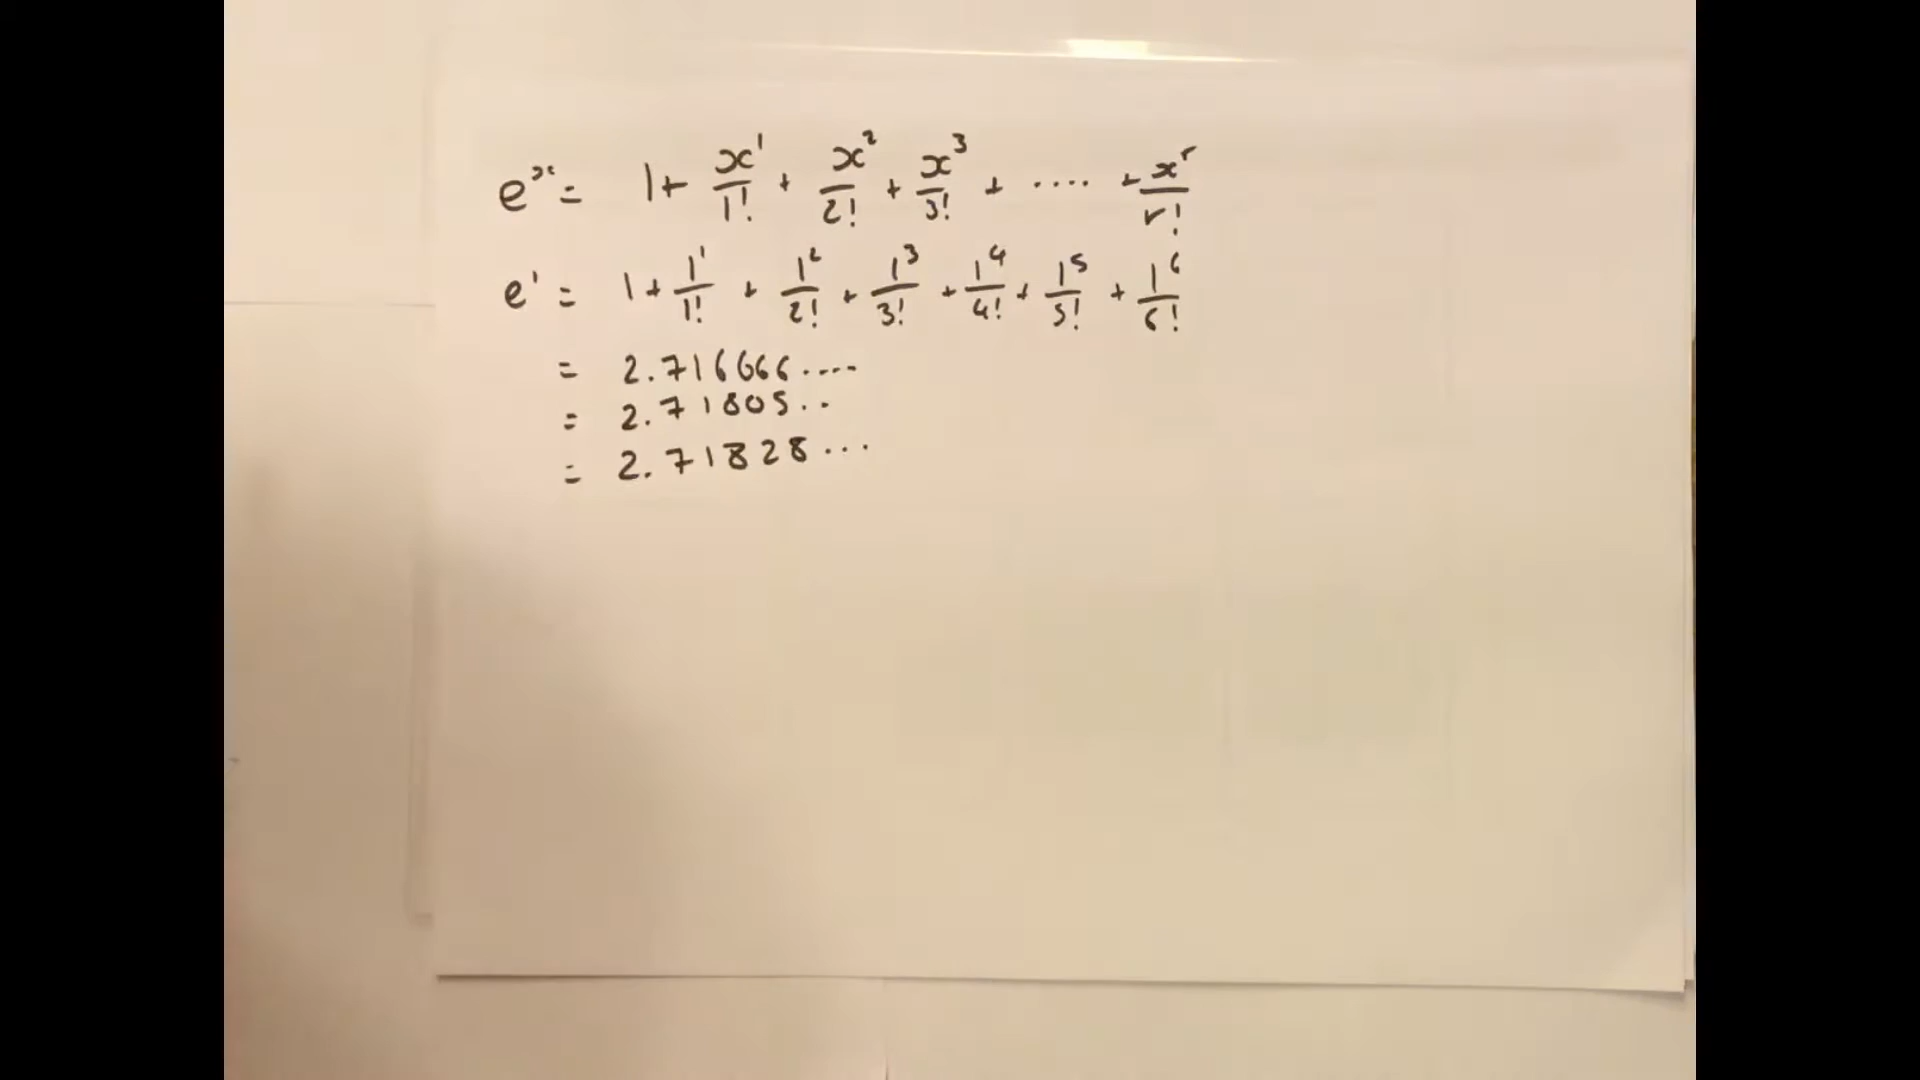 e^x = 1 + x^1/1! + x^2/2! + x^3/3! + .... + x^r/r!
e^1 = 1 + 1^1/1! + 1^2/2! + 1^3/3! + 1^4/4! + 1^5/5! + 1^6/6!
= 2.716666....
= 2.71805..
= 2.71828...